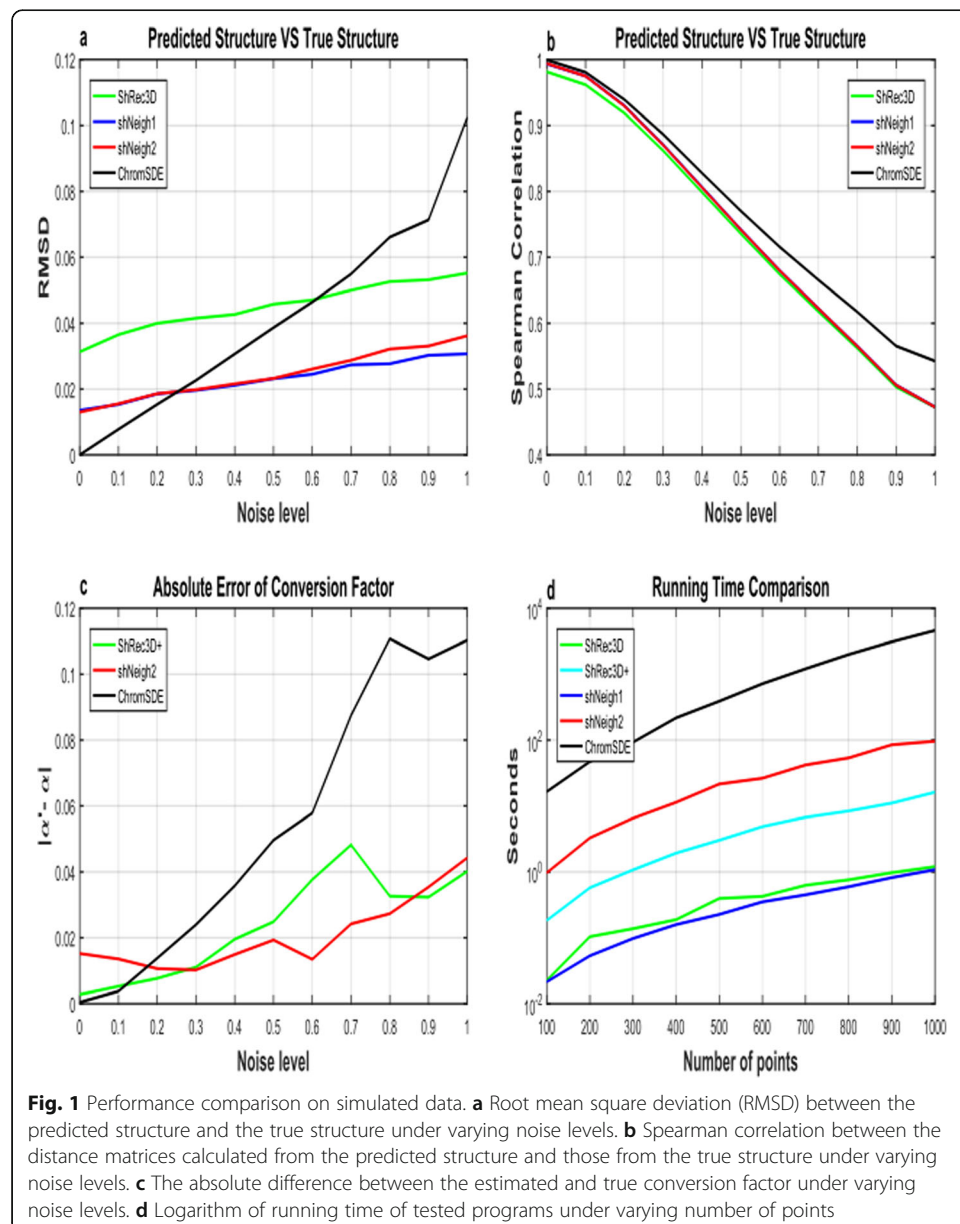 a Predicted Structure VS True Structure
0.12
0.1
0.08
0.06
0.04
0.02
0
RMSD
ShRec3D
shNeigh1
shNeigh2
ChromSDE
0 0.1 0.2 0.3 0.4 0.5 0.6 0.7 0.8 0.9 1
Noise level
b Predicted Structure VS True Structure
1
0.9
0.8
0.7
0.6
0.5
0.4
Spearman Correlation
ShRec3D
shNeigh1
shNeigh2
ChromSDE
0 0.1 0.2 0.3 0.4 0.5 0.6 0.7 0.8 0.9 1
Noise level
c Absolute Error of Conversion Factor
0.12
0.1
0.08
0.06
0.04
0.02
0
|α*- α|
ShRec3D+
shNeigh2
ChromSDE
0 0.1 0.2 0.3 0.4 0.5 0.6 0.7 0.8 0.9 1
Noise level
d Running Time Comparison
10^4
10^2
10^0
10^-2
Seconds
ShRec3D
ShRec3D+
shNeigh1
shNeigh2
ChromSDE
100 200 300 400 500 600 700 800 900 1000
Number of points
Fig. 1 Performance comparison on simulated data. a Root mean square deviation (RMSD) between the
predicted structure and the true structure under varying noise levels. b Spearman correlation between the
distance matrices calculated from the predicted structure and those from the true structure under varying
noise levels. c The absolute difference between the estimated and true conversion factor under varying
noise levels. d Logarithm of running time of tested programs under varying number of points